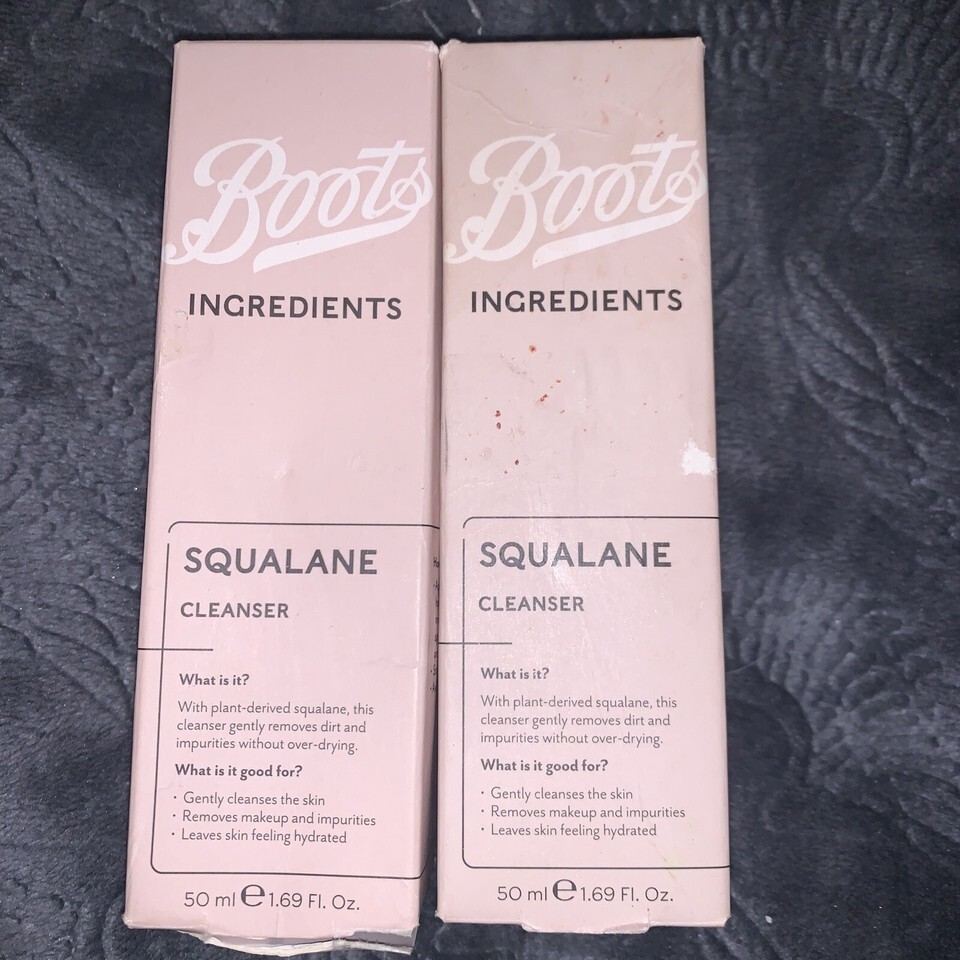 Boots
INGREDIENTS
SQUALANE
CLEANSER
What is it?
With plant-derived squalane, this
cleanser gently removes dirt and
impurities without over-drying.
What is it good for?
• Gently cleanses the skin
• Removes makeup and impurities
• Leaves skin feeling hydrated
50 ml ℮ 1.69 Fl. Oz.
Boots
INGREDIENTS
SQUALANE
CLEANSER
What is it?
With plant-derived squalane, this
cleanser gently removes dirt and
impurities without over-drying.
What is it good for?
• Gently cleanses the skin
• Removes makeup and impurities
• Leaves skin feeling hydrated
50 ml ℮ 1.69 Fl. Oz.